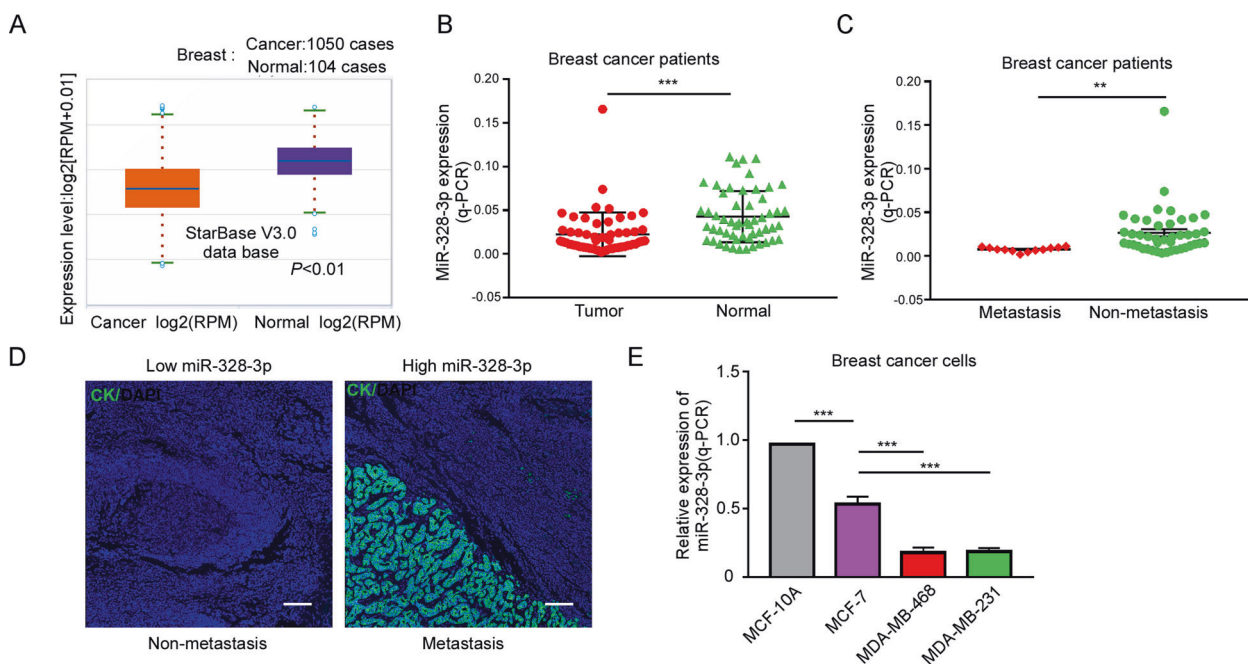 A
Breast :
Cancer:1050 cases
Normal:104 cases
Expression level:log2[RPM+0.01]
StarBase V3.0
data base
P<0.01
Cancer log2(RPM)
Normal log2(RPM)
B
Breast cancer patients
***
MiR-328-3p expression
(q-PCR)
0.20
0.15
0.10
0.05
0.00
-0.05
Tumor
Normal
C
Breast cancer patients
**
MiR-328-3p expression
(q-PCR)
0.20
0.15
0.10
0.05
0.00
-0.05
Metastasis
Non-metastasis
D
Low miR-328-3p
High miR-328-3p
CK/DAPI
CK/DAPI
Non-metastasis
Metastasis
E
Breast cancer cells
Relative expression of
miR-328-3p(q-PCR)
1.5
1.0
0.5
0
***
***
***
MCF-10A
MCF-7
MDA-MB-468
MDA-MB-231